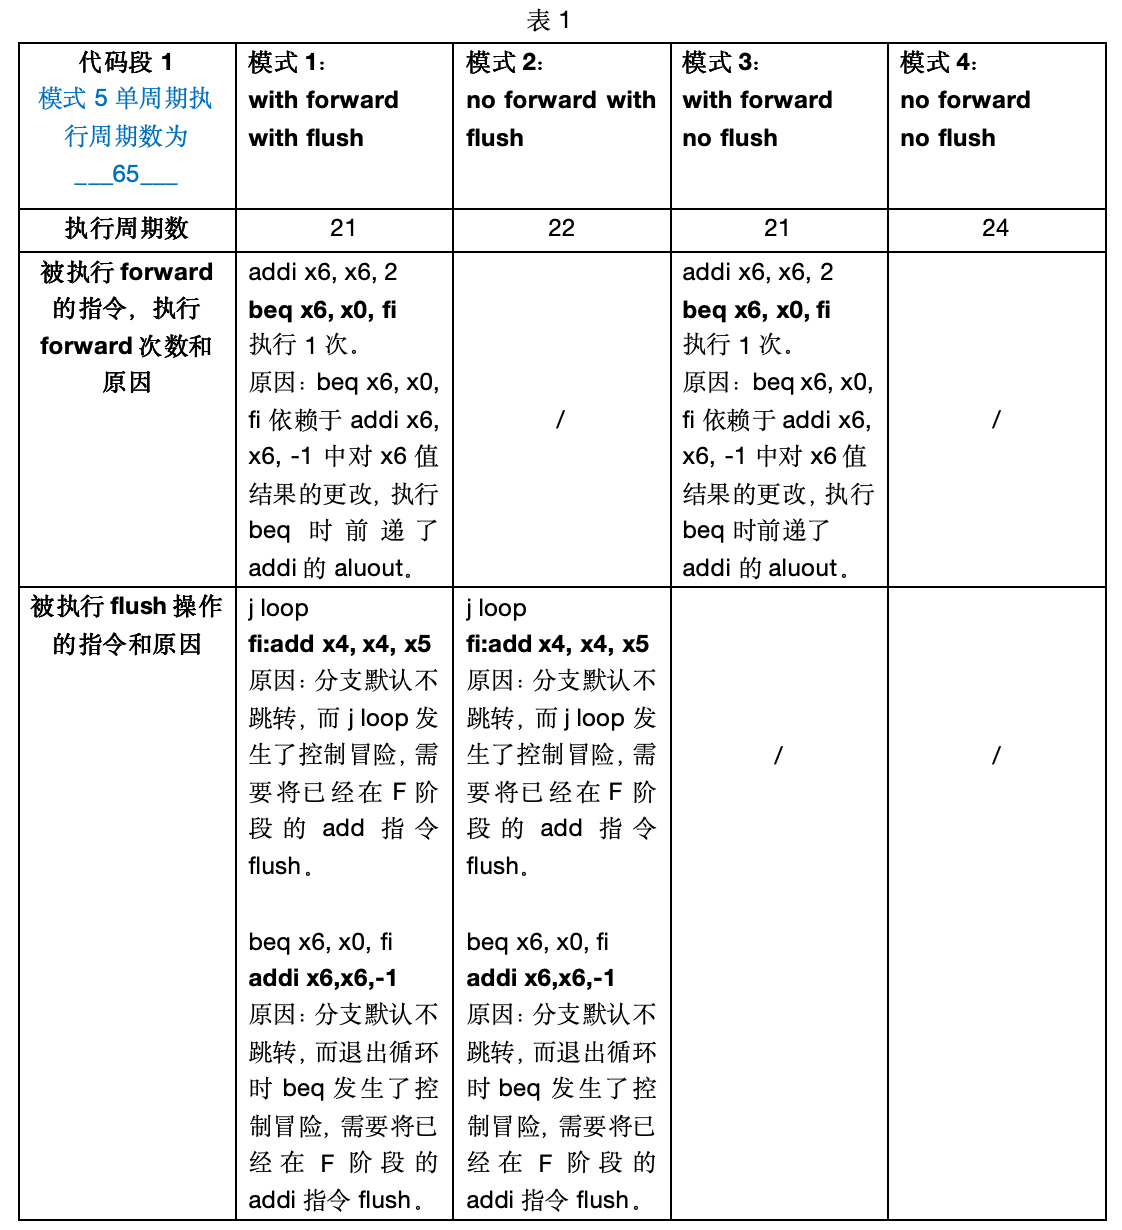 表 1
代码段 1
模式 5 单周期执
行周期数为
___65___
模式 1：
with forward
with flush
模式 2：
no forward with
flush
模式 3：
with forward
no flush
模式 4：
no forward
no flush
执行周期数
21
22
21
24
被执行 forward
的指令，执行
forward 次数和
原因
addi x6, x6, 2
beq x6, x0, fi
执行 1 次。
原因：beq x6, x0,
fi 依赖于 addi x6,
x6, -1 中对 x6 值
结果的更改，执行
beq 时前递了
addi 的 aluout。
/
addi x6, x6, 2
beq x6, x0, fi
执行 1 次。
原因：beq x6, x0,
fi 依赖于 addi x6,
x6, -1 中对 x6 值
结果的更改，执行
beq 时前递了
addi 的 aluout。
/
被执行 flush 操作
的指令和原因
j loop
fi:add x4, x4, x5
原因：分支默认不
跳转，而 j loop 发
生了控制冒险，需
要将已经在 F 阶
段的 add 指令
flush。
beq x6, x0, fi
addi x6,x6,-1
原因：分支默认不
跳转，而退出循环
时 beq 发生了控
制冒险，需要将已
经在 F 阶段的
addi 指令 flush。
j loop
fi:add x4, x4, x5
原因：分支默认不
跳转，而 j loop 发
生了控制冒险，需
要将已经在 F 阶
段的 add 指令
flush。
beq x6, x0, fi
addi x6,x6,-1
原因：分支默认不
跳转，而退出循环
时 beq 发生了控
制冒险，需要将已
经在 F 阶段的
addi 指令 flush。
/
/